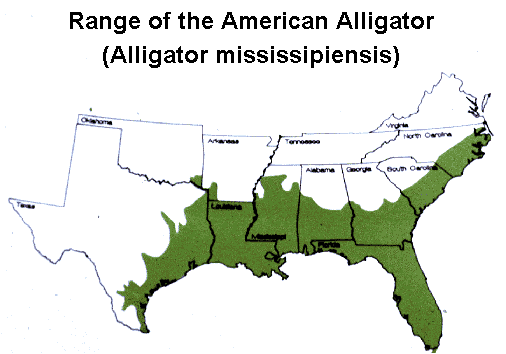 Range of the American Alligator
(Alligator mississipiensis)
Oklahoma
Arkansas
Tennessee
Virginia
North Carolina
Alabama
Georgia
South Carolina
Texas
Louisiana
Mississippi
Florida